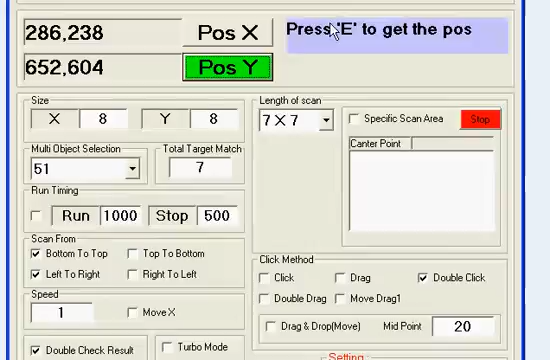 286,238 Pos X Press 'E' to get the pos
652,604 Pos Y
Size Length of scan
X 8 Y 8 7 X 7 Specific Scan Area Stop
Multi Object Selection Total Target Match Canter Point
51 7
Run Timing
Run 1000 Stop 500
Scan From
Bottom To Top Top To Bottom Click Method
Left To Right Right To Left Click Drag Double Click
Speed Double Drag Move Drag1
1 Move X Drag & Drop(Move) Mid Point 20
Double Check Result Turbo Mode
Setting